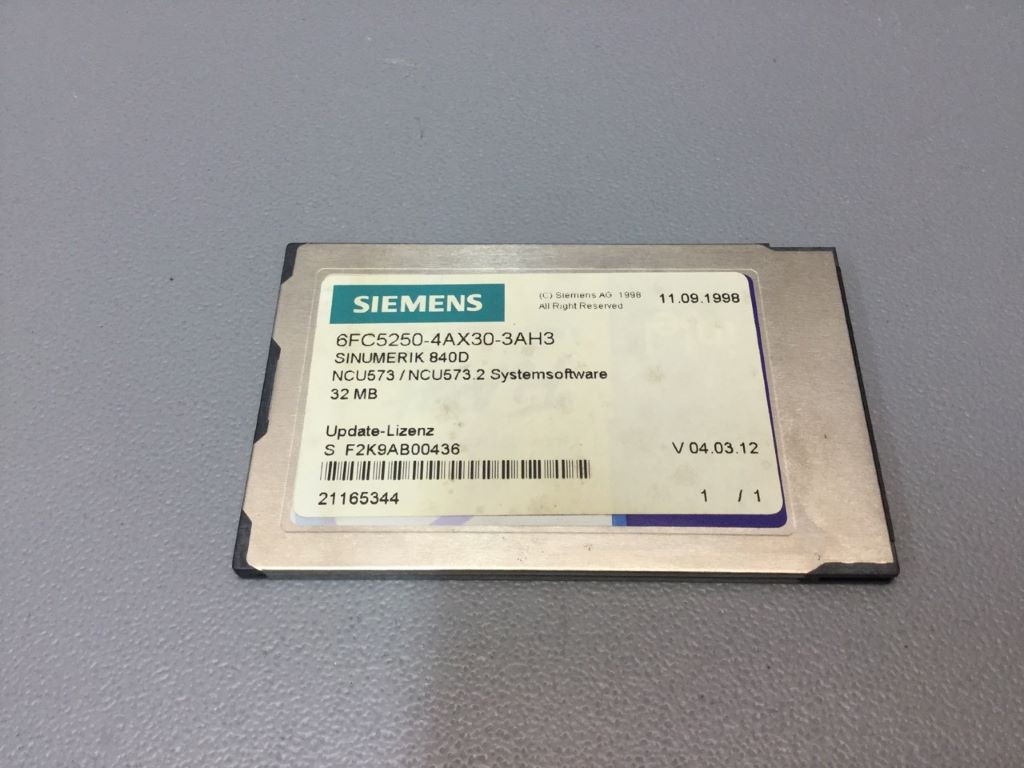 SIEMENS
(C) Siemens AG 1998
All Right Reserved
11.09.1998
6FC5250-4AX30-3AH3
SINUMERIK 840D
NCU573 / NCU573.2 Systemsoftware
32 MB
Update-Lizenz
S F2K9AB00436
V 04.03.12
21165344
1 / 1